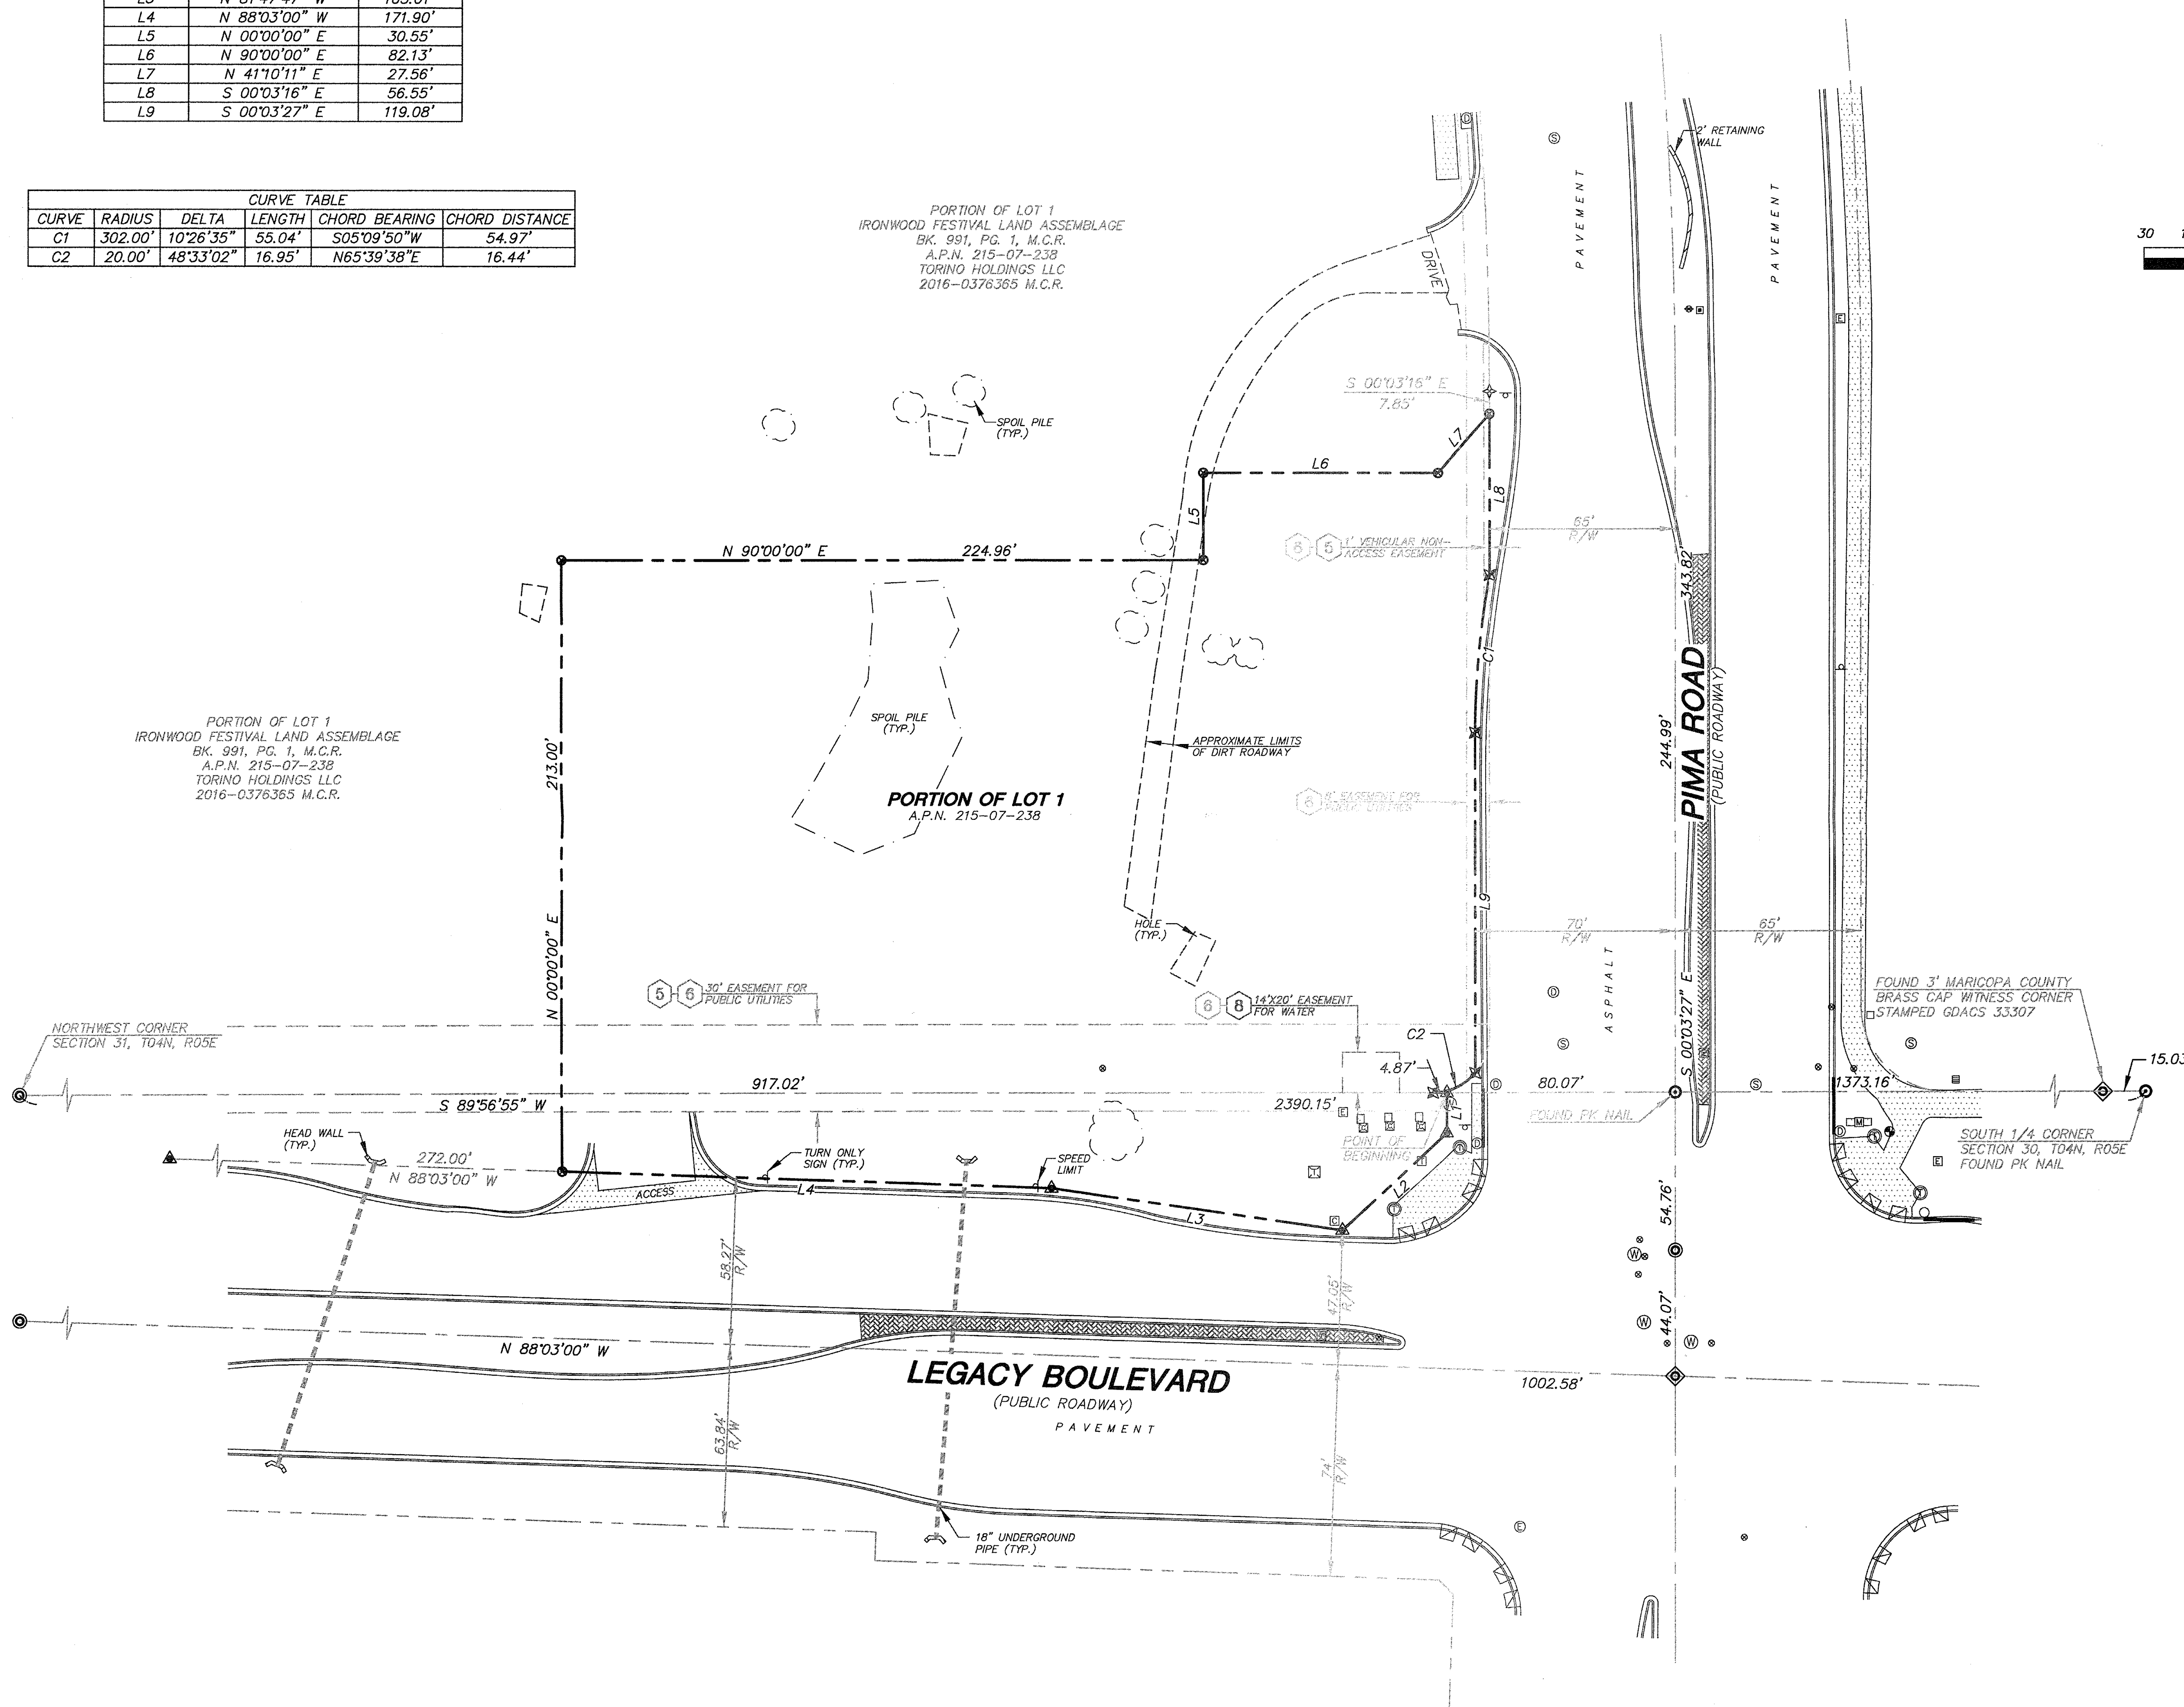 L4 N 88°03'00" W 171.90'
L5 N 00°00'00" E 30.55'
L6 N 90°00'00" E 82.13'
L7 N 41°10'11" E 27.56'
L8 S 00°03'16" E 56.55'
L9 S 00°03'27" E 119.08'
CURVE TABLE
CURVE RADIUS DELTA LENGTH CHORD BEARING CHORD DISTANCE
C1 302.00' 10°26'35" 55.04' S05°09'50"W 54.97'
C2 20.00' 48°33'02" 16.95' N65°39'38"E 16.44'
PORTION OF LOT 1
IRONWOOD FESTIVAL LAND ASSEMBLAGE
BK. 991, PG. 1, M.C.R.
A.P.N. 215-07-238
TORINO HOLDINGS LLC
2016-0376365 M.C.R.
2' RETAINING
WALL
PAVEMENT
PAVEMENT
30
DRIVE
SPOIL PILE
(TYP.)
S 00°03'16" E
7.85'
L7
L6
L8
L5
65'
R/W
N 90°00'00" E 224.96'
6 5 1' VEHICULAR NON-
ACCESS EASEMENT
343.82'
C1
PORTION OF LOT 1
IRONWOOD FESTIVAL LAND ASSEMBLAGE
BK. 991, PG. 1, M.C.R.
A.P.N. 215-07-238
TORINO HOLDINGS LLC
2016-0376365 M.C.R.
213.00'
N 00°00'00" E
SPOIL PILE
(TYP.)
APPROXIMATE LIMITS
OF DIRT ROADWAY
PORTION OF LOT 1
A.P.N. 215-07-238
6 8' EASEMENT FOR
PUBLIC UTILITIES
244.99'
PIMA ROAD
(PUBLIC ROADWAY)
L9
HOLE
(TYP.)
70'
R/W
65'
R/W
ASPHALT
S 00°03'27" E
5 6 30' EASEMENT FOR
PUBLIC UTILITIES
6 8 14'X20' EASEMENT
FOR WATER
FOUND 3' MARICOPA COUNTY
BRASS CAP WITNESS CORNER
STAMPED GDACS 33307
NORTHWEST CORNER
SECTION 31, T04N, R05E
C2
4.87'
917.02'
80.07'
1373.16'
15.03
S 89°56'55" W
2390.15'
L1
FOUND PK NAIL
POINT OF
BEGINNING
SOUTH 1/4 CORNER
SECTION 30, T04N, R05E
FOUND PK NAIL
HEAD WALL
(TYP.)
272.00'
N 88°03'00" W
TURN ONLY
SIGN (TYP.)
SPEED
LIMIT
ACCESS
L4
L3
L2
54.76'
58.27'
R/W
47.05'
R/W
44.07'
N 88°03'00" W
LEGACY BOULEVARD
(PUBLIC ROADWAY)
PAVEMENT
1002.58'
63.84'
R/W
74'
R/W
18" UNDERGROUND
PIPE (TYP.)